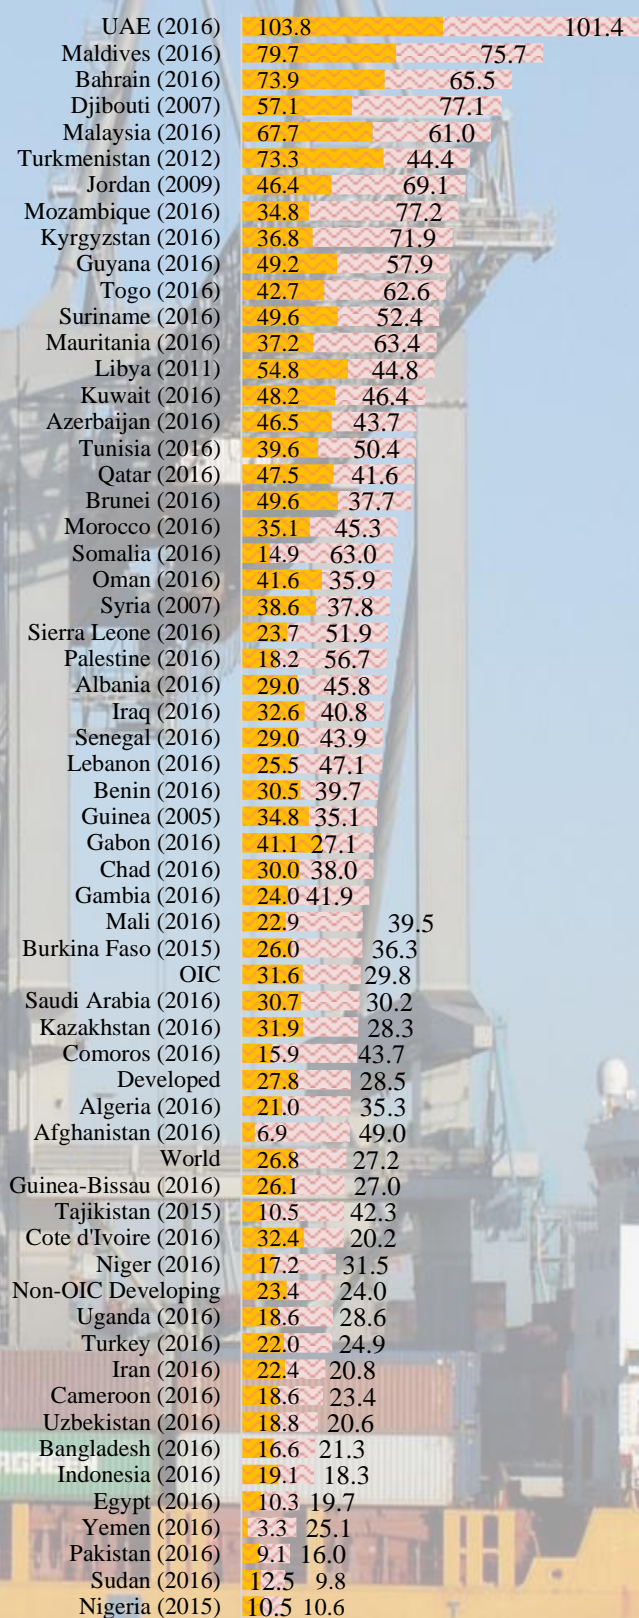 UAE (2016) 103.8 101.4
Maldives (2016) 79.7 75.7
Bahrain (2016) 73.9 65.5
Djibouti (2007) 57.1 77.1
Malaysia (2016) 67.7 61.0
Turkmenistan (2012) 73.3 44.4
Jordan (2009) 46.4 69.1
Mozambique (2016) 34.8 77.2
Kyrgyzstan (2016) 36.8 71.9
Guyana (2016) 49.2 57.9
Togo (2016) 42.7 62.6
Suriname (2016) 49.6 52.4
Mauritania (2016) 37.2 63.4
Libya (2011) 54.8 44.8
Kuwait (2016) 48.2 46.4
Azerbaijan (2016) 46.5 43.7
Tunisia (2016) 39.6 50.4
Qatar (2016) 47.5 41.6
Brunei (2016) 49.6 37.7
Morocco (2016) 35.1 45.3
Somalia (2016) 14.9 63.0
Oman (2016) 41.6 35.9
Syria (2007) 38.6 37.8
Sierra Leone (2016) 23.7 51.9
Palestine (2016) 18.2 56.7
Albania (2016) 29.0 45.8
Iraq (2016) 32.6 40.8
Senegal (2016) 29.0 43.9
Lebanon (2016) 25.5 47.1
Benin (2016) 30.5 39.7
Guinea (2005) 34.8 35.1
Gabon (2016) 41.1 27.1
Chad (2016) 30.0 38.0
Gambia (2016) 24.0 41.9
Mali (2016) 22.9 39.5
Burkina Faso (2015) 26.0 36.3
OIC 31.6 29.8
Saudi Arabia (2016) 30.7 30.2
Kazakhstan (2016) 31.9 28.3
Comoros (2016) 15.9 43.7
Developed 27.8 28.5
Algeria (2016) 21.0 35.3
Afghanistan (2016) 6.9 49.0
World 26.8 27.2
Guinea-Bissau (2016) 26.1 27.0
Tajikistan (2015) 10.5 42.3
Cote d'Ivoire (2016) 32.4 20.2
Niger (2016) 17.2 31.5
Non-OIC Developing 23.4 24.0
Uganda (2016) 18.6 28.6
Turkey (2016) 22.0 24.9
Iran (2016) 22.4 20.8
Cameroon (2016) 18.6 23.4
Uzbekistan (2016) 18.8 20.6
Bangladesh (2016) 16.6 21.3
Indonesia (2016) 19.1 18.3
Egypt (2016) 10.3 19.7
Yemen (2016) 3.3 25.1
Pakistan (2016) 9.1 16.0
Sudan (2016) 12.5 9.8
Nigeria (2015) 10.5 10.6